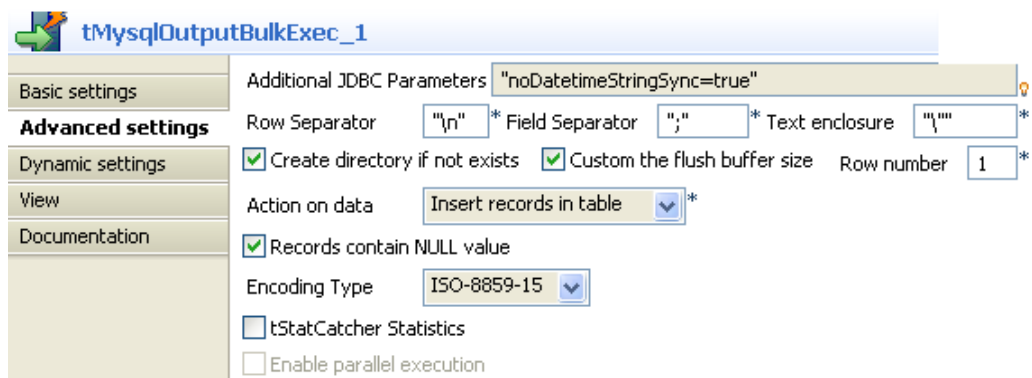 tMysqlOutputBulkExec_1
Basic settings
Advanced settings
Dynamic settings
View
Documentation
Additional JDBC Parameters "noDatetimeStringSync=true"
Row Separator "\n" * Field Separator ";" * Text enclosure "\"" *
Create directory if not exists Custom the flush buffer size Row number 1 *
Action on data Insert records in table *
Records contain NULL value
Encoding Type ISO-8859-15
tStatCatcher Statistics
Enable parallel execution